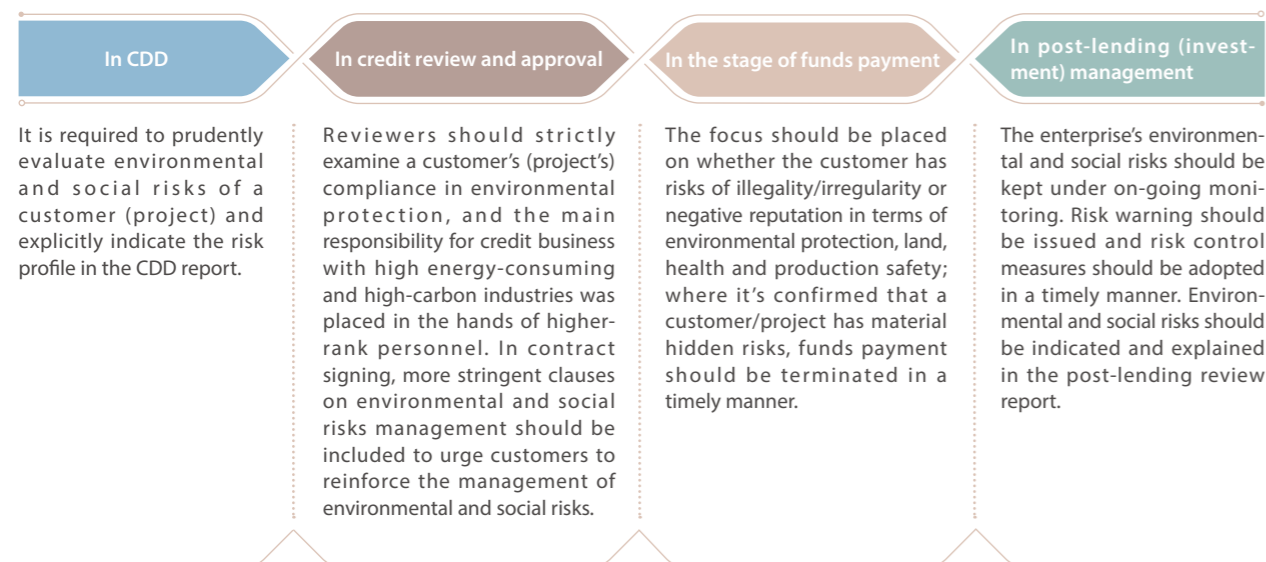 In CDD
It is required to prudently
evaluate environmental
and social risks of a
customer (project) and
explicitly indicate the risk
profile in the CDD report.
In credit review and approval
Reviewers should strictly
examine a customer's (project's)
compliance in environmental
protection, and the main
responsibility for credit business
with high energy-consuming
and high-carbon industries was
placed in the hands of higher-
rank personnel. In contract
signing, more stringent clauses
on environmental and social
risks management should be
included to urge customers to
reinforce the management of
environmental and social risks.
In the stage of funds payment
The focus should be placed
on whether the customer has
risks of illegality/irregularity or
negative reputation in terms of
environmental protection, land,
health and production safety;
where it's confirmed that a
customer/project has material
hidden risks, funds payment
should be terminated in a
timely manner.
In post-lending (invest-
ment) management
The enterprise's environmen-
tal and social risks should be
kept under on-going moni-
toring. Risk warning should
be issued and risk control
measures should be adopted
in a timely manner. Environ-
mental and social risks should
be indicated and explained
in the post-lending review
report.